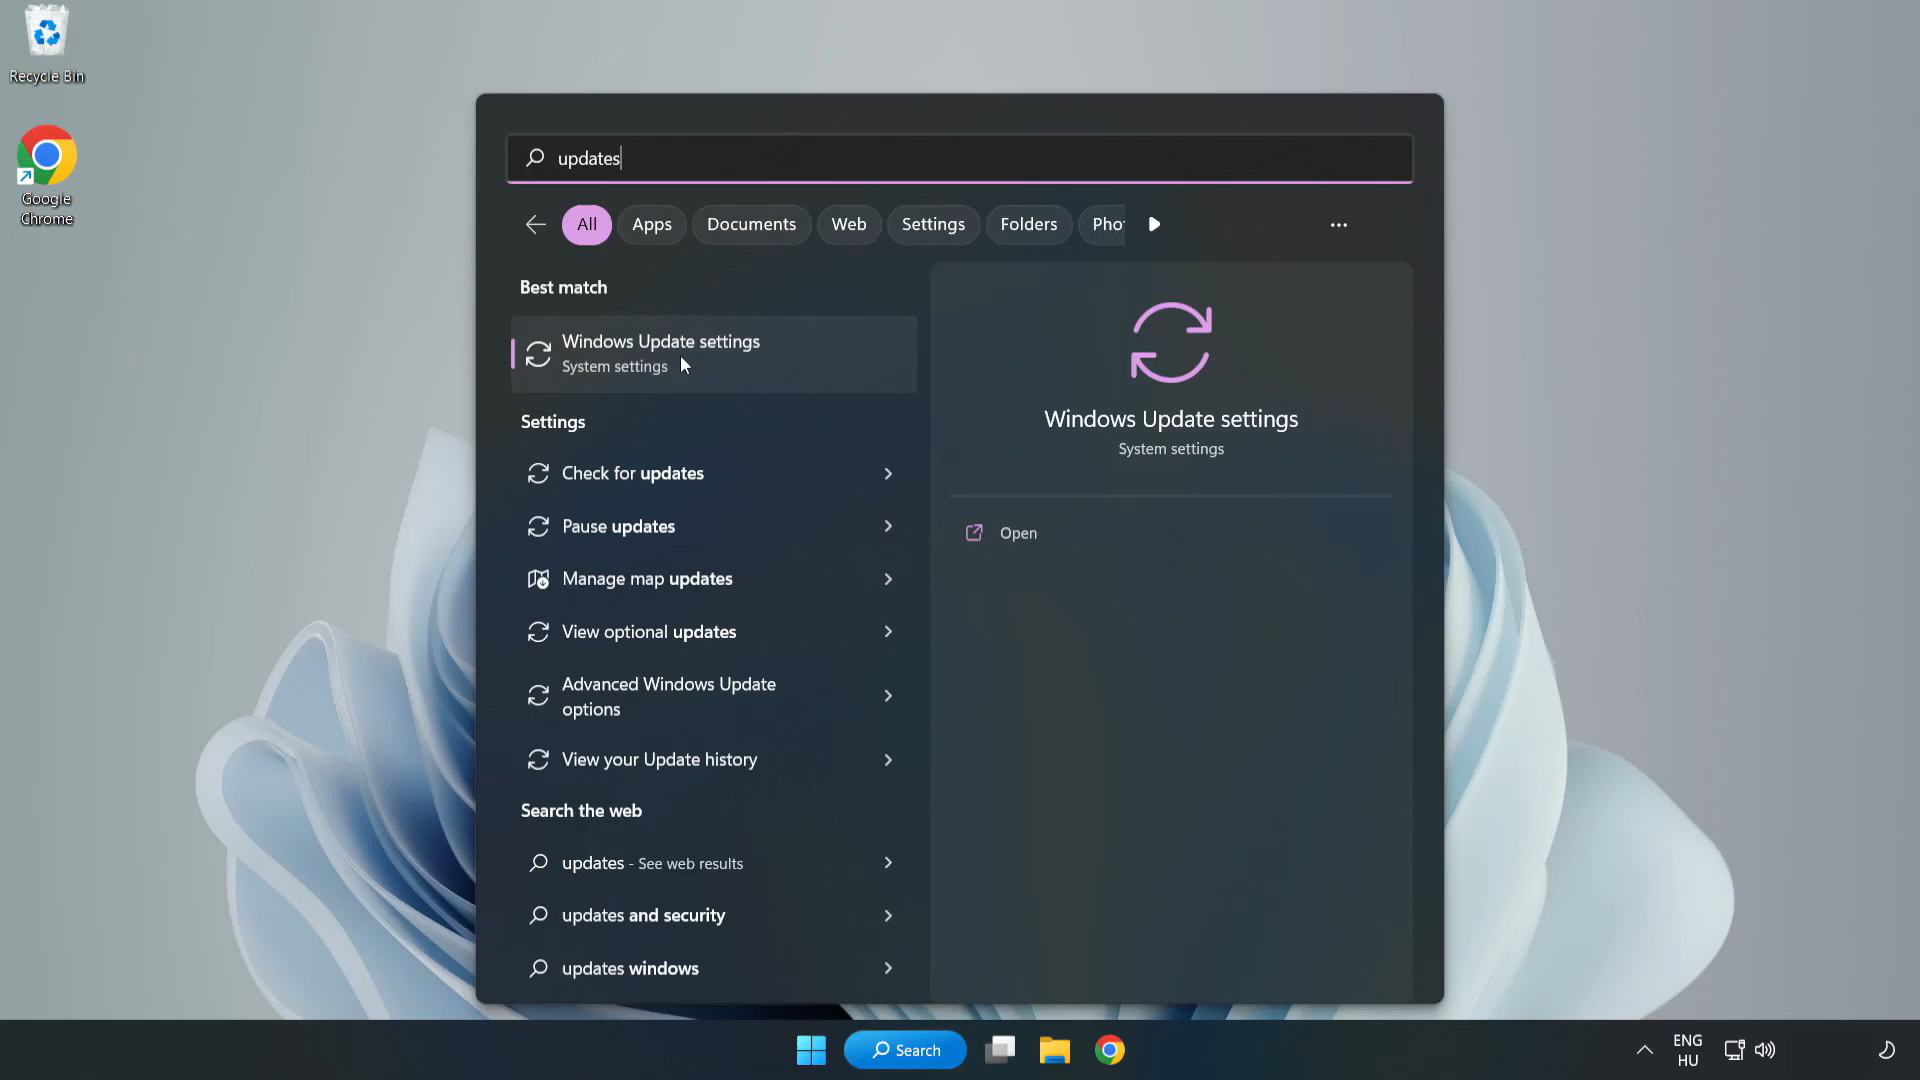 Recycle Bin
Google
Chrome
updates
All
Apps
Documents
Web
Settings
Folders
Pho
Best match
Windows Update settings
System settings
Settings
Check for updates
Pause updates
Manage map updates
View optional updates
Advanced Windows Update
options
View your Update history
Search the web
updates - See web results
updates and security
updates windows
Windows Update settings
System settings
Open
Search
ENG
HU